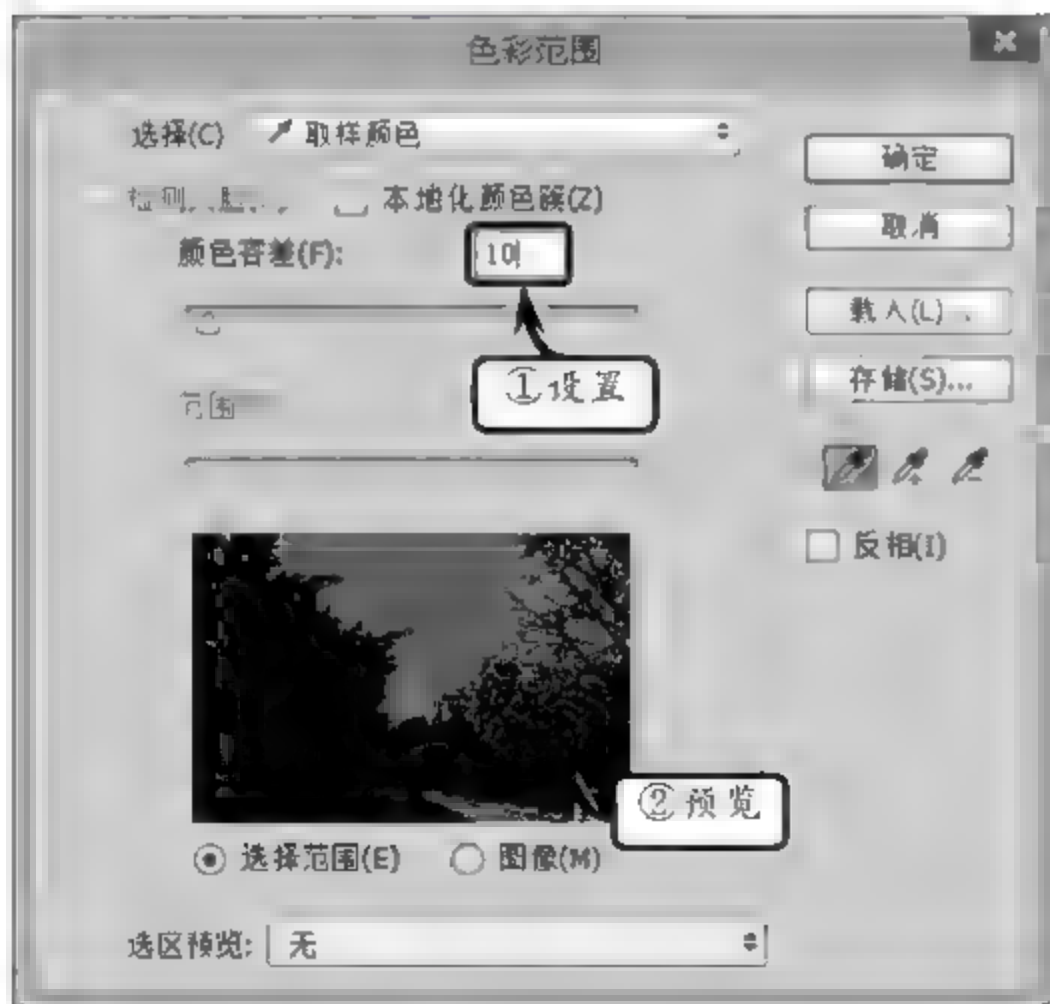 色彩范围
选择(C) 取样颜色
本地化颜色簇(Z)
颜色容差(F): 10
①设置
范围
②预览
选择范围(E) 图像(M)
选区预览: 无
确定
取消
载入(L)
存储(S)...
反相(I)